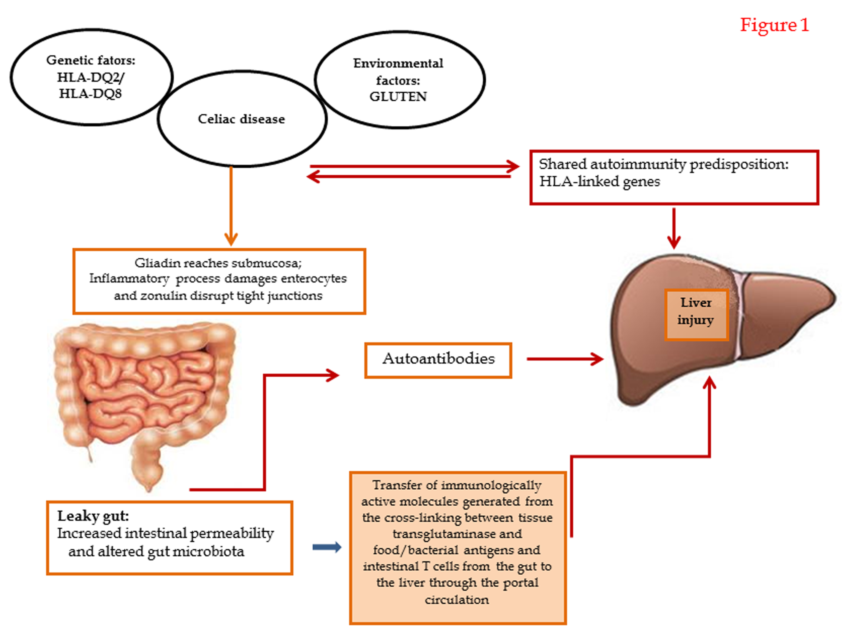 Figure 1
Genetic fators:
HLA-DQ2/
HLA-DQ8
Environmental
factors:
GLUTEN
Celiac disease
Shared autoimmunity predisposition:
HLA-linked genes
Gliadin reaches submucosa;
Inflammatory process damages enterocytes
and zonulin disrupt tight junctions
Liver
injury
Autoantibodies
Leaky gut:
Increased intestinal permeability
and altered gut microbiota
Transfer of immunologically
active molecules generated from
the cross-linking between tissue
transglutaminase and
food/bacterial antigens and
intestinal T cells from the gut to
the liver through the portal
circulation